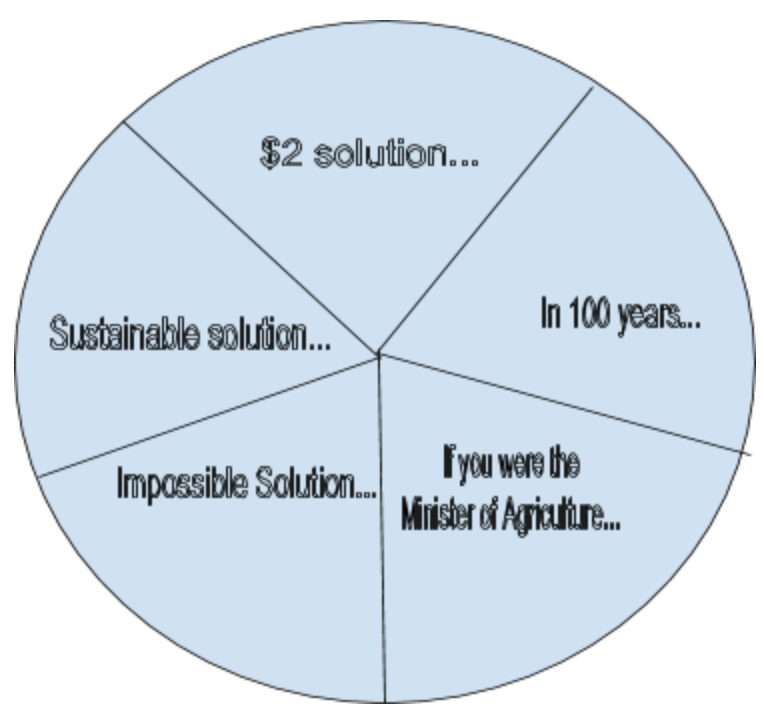 $2 solution...
In 100 years...
Sustainable solution...
If you were the
Minister of Agriculture...
Impossible Solution...